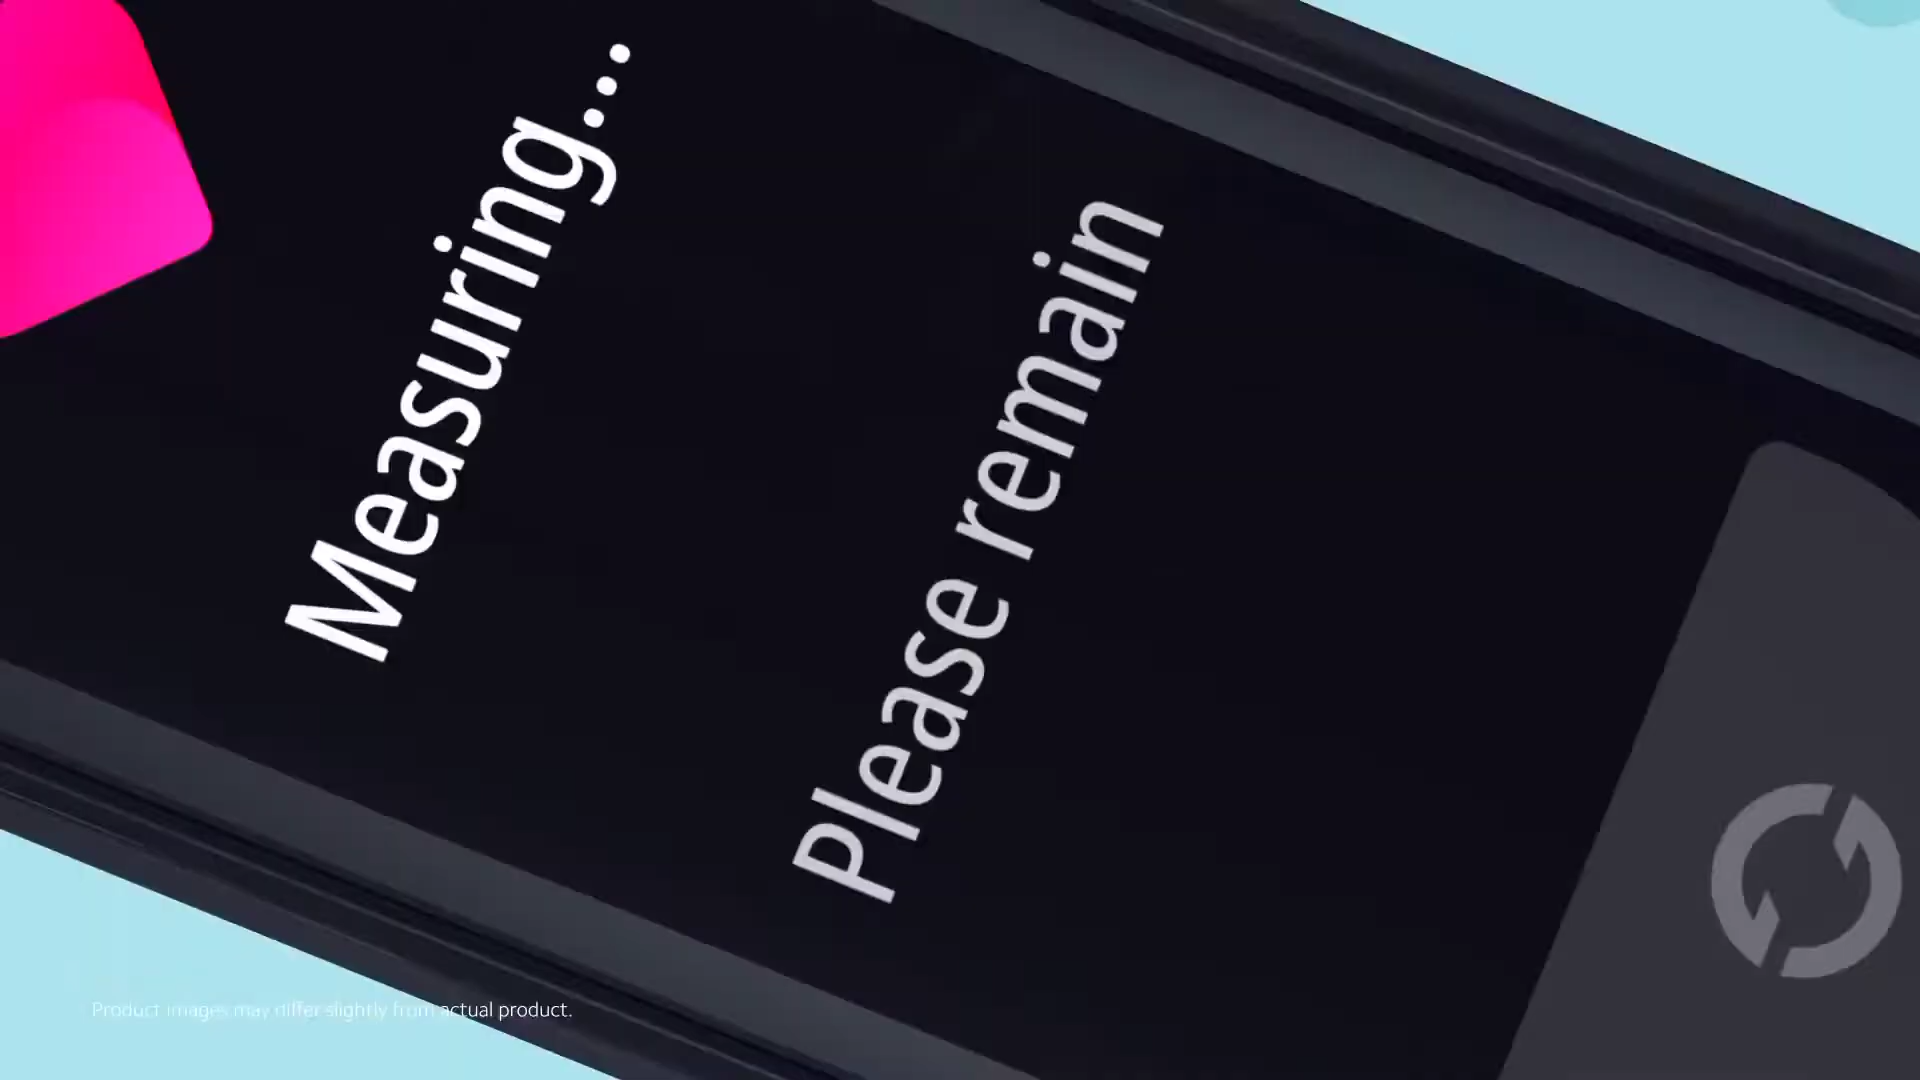 Measuring...
Please remain
Product images may differ slightly from actual product.